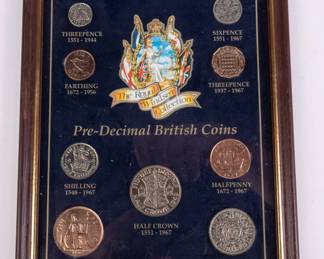 THREEPENCE
1551-1944
SIXPENCE
1551-1967
FARTHING
1672-1956
THREEPENCE
1937-1967
The Royal Windsor Collection
Pre-Decimal British Coins
SHILLING
1548-1967
HALFPENNY
1672-1967
HALF CROWN
1551-1967